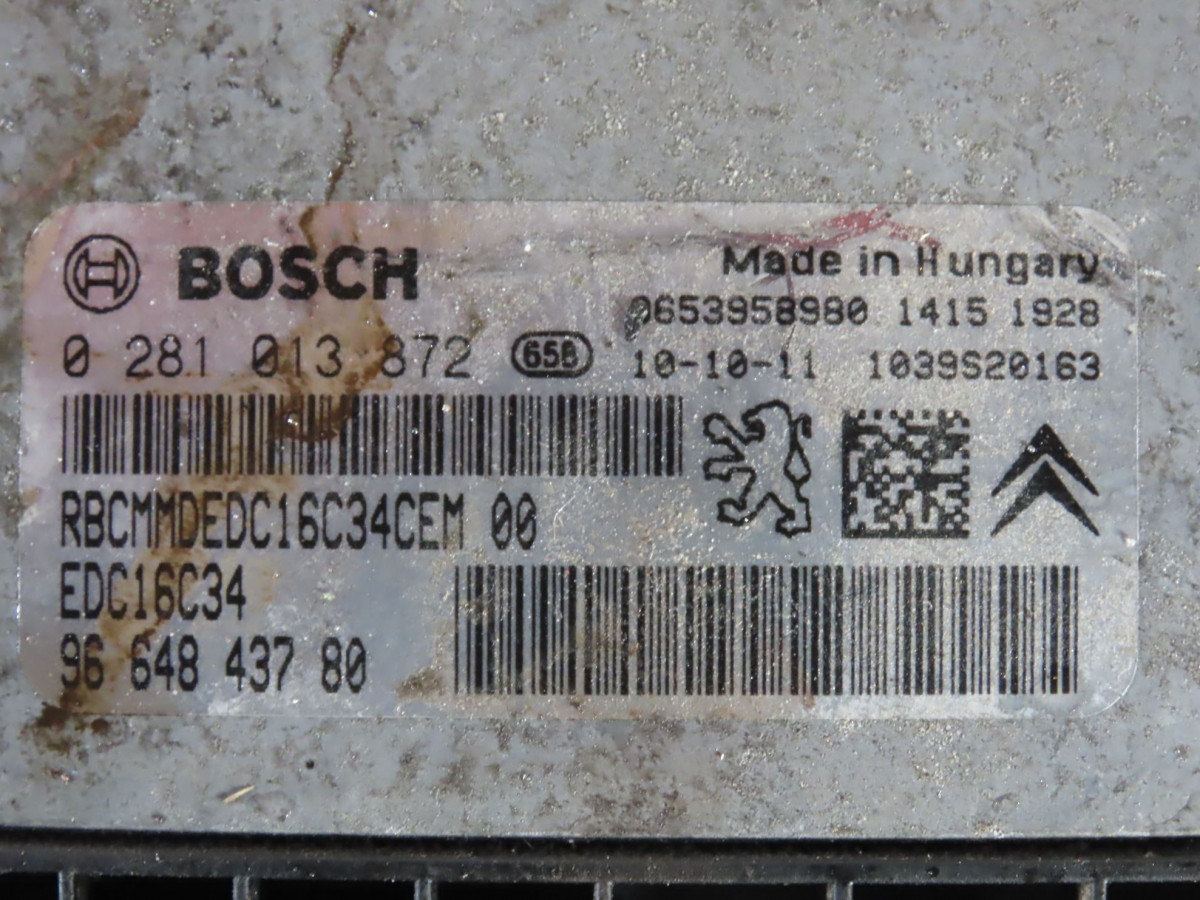 BOSCH
Made in Hungary
0653958980 1415 1928
0 281 013 872 656
10-10-11 1039S20163
RBCMMDEDC16C34CEM 00
EDC16C34
96 648 437 80